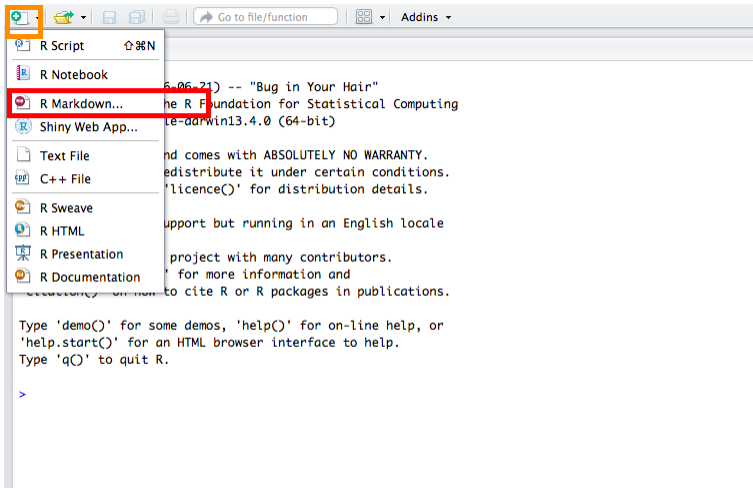 Go to file/function
Addins
R Script ⇧⌘N
R Notebook
R Markdown...
Shiny Web App...
Text File
C++ File
R Sweave
R HTML
R Presentation
R Documentation
6-06-21) -- "Bug in Your Hair"
he R Foundation for Statistical Computing
le-darwin13.4.0 (64-bit)
nd comes with ABSOLUTELY NO WARRANTY.
edistribute it under certain conditions.
'licence()' for distribution details.
upport but running in an English locale
project with many contributors.
' for more information and
'citation()' on how to cite R or R packages in publications.
Type 'demo()' for some demos, 'help()' for on-line help, or
'help.start()' for an HTML browser interface to help.
Type 'q()' to quit R.
>